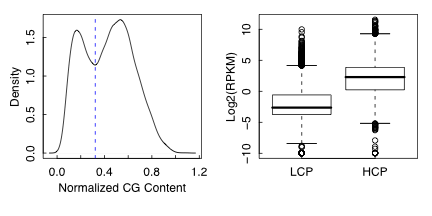 Density
0.0 0.5 1.0 1.5
0.0 0.4 0.8 1.2
Normalized CG Content
Log2(RPKM)
−10 −5 0 5 10
LCP HCP